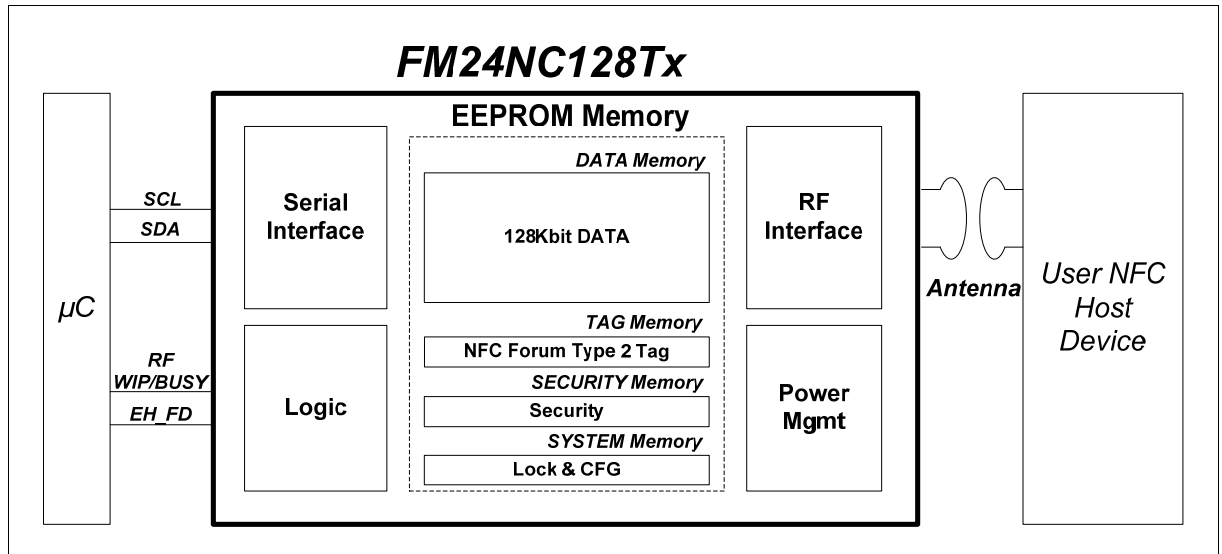 FM24NC128Tx
EEPROM Memory
µC
SCL
SDA
RF
WIP/BUSY
EH_FD
Serial
Interface
Logic
DATA Memory
128Kbit DATA
TAG Memory
NFC Forum Type 2 Tag
SECURITY Memory
Security
SYSTEM Memory
Lock & CFG
RF
Interface
Power
Mgmt
Antenna
User NFC
Host
Device